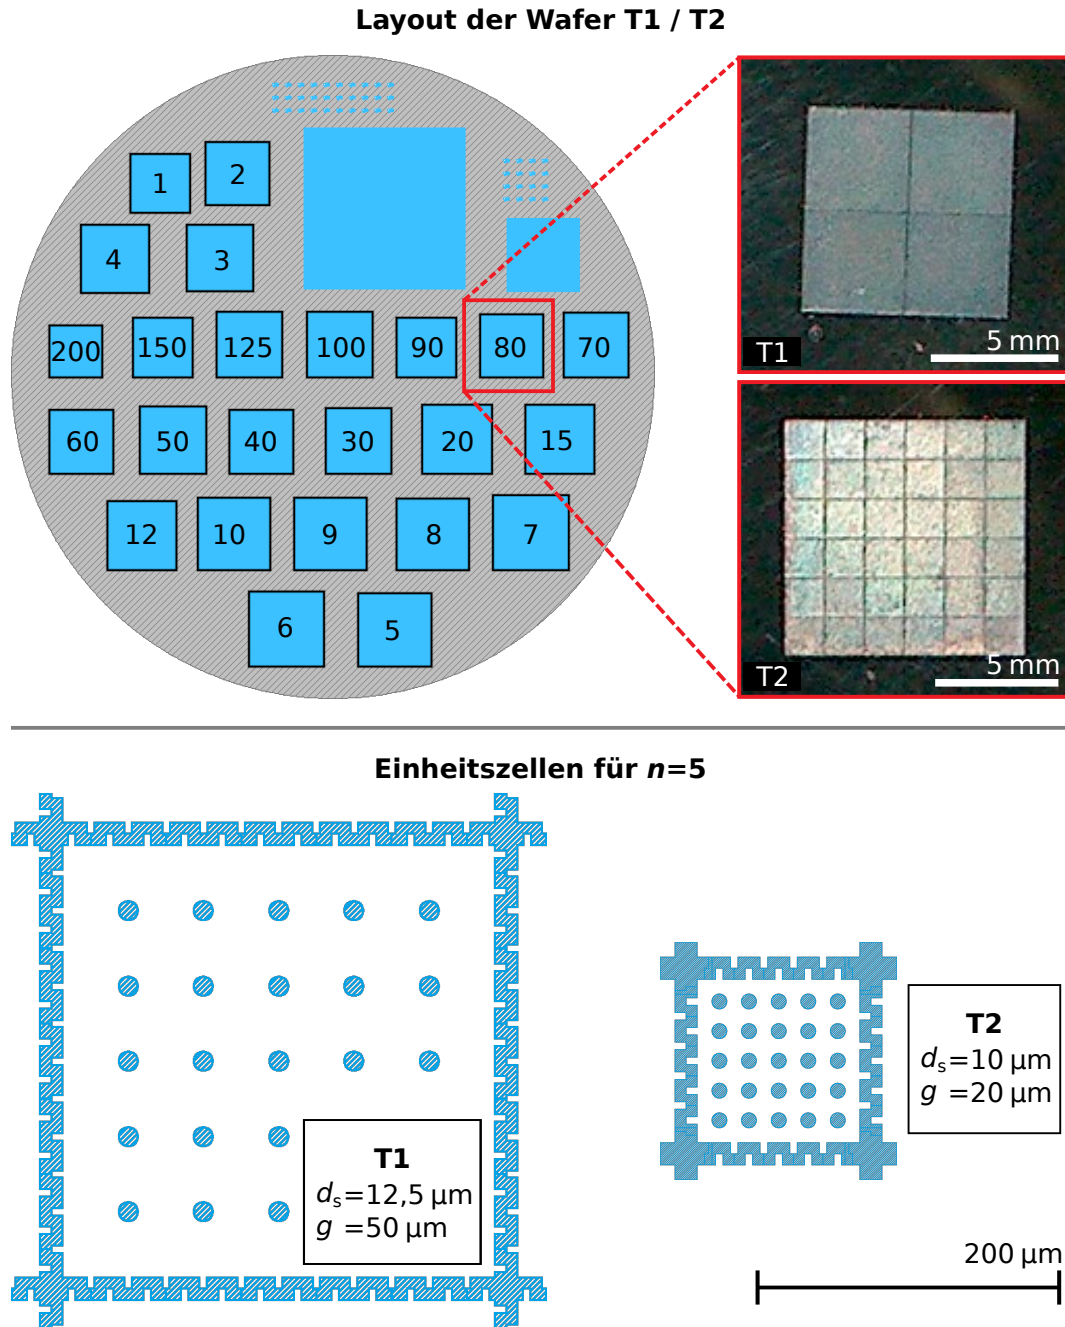 Layout der Wafer T1 / T2
1
2
4
3
200
150
125
100
90
80
70
60
50
40
30
20
15
12
10
9
8
7
6
5
T1
5 mm
T2
5 mm
Einheitszellen für n=5
T1
ds=12,5 µm
g =50 µm
T2
ds=10 µm
g =20 µm
200 µm